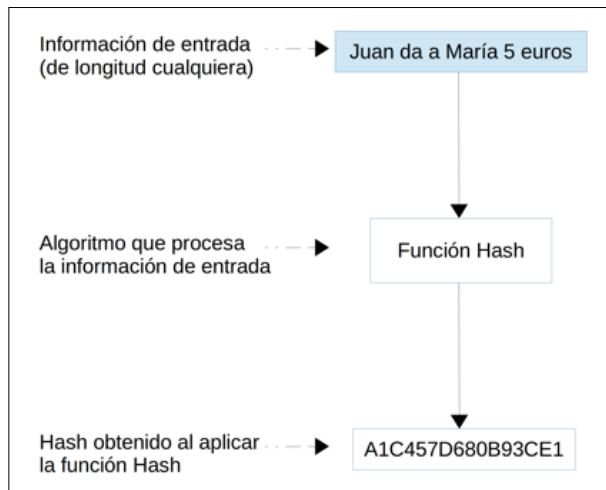 Información de entrada
(de longitud cualquiera)
Juan da a María 5 euros
Algoritmo que procesa
la información de entrada
Función Hash
Hash obtenido al aplicar
la función Hash
A1C457D680B93CE1